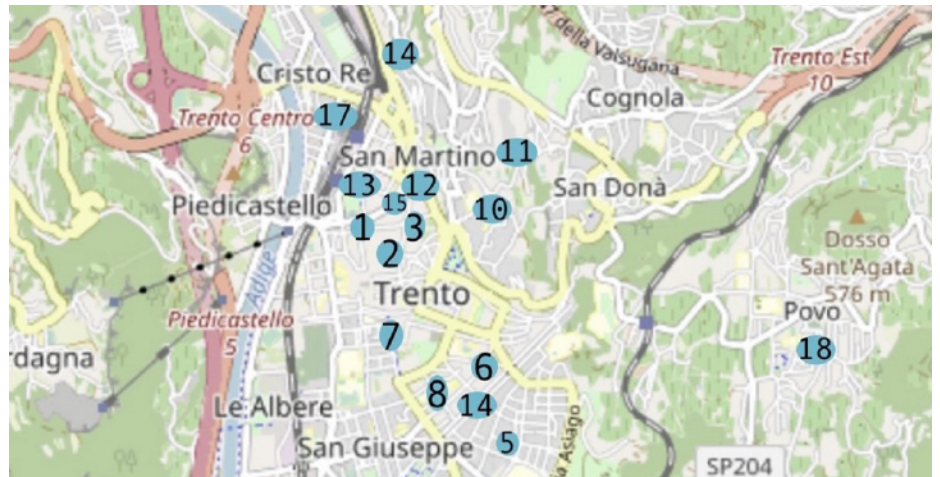 14
47 della Valsugana
Trento Est
10
Cristo Re
Cognola
Trento Centro
6
17
San Martino
11
13
12
San Donà
Piedicastello
15
10
1
3
Dosso
Sant'Agata
576 m
2
Adige
Trento
Piedicastello
5
Povo
7
18
rdagna
6
8
14
Le Albere
5
San Giuseppe
a Asiago
SP204